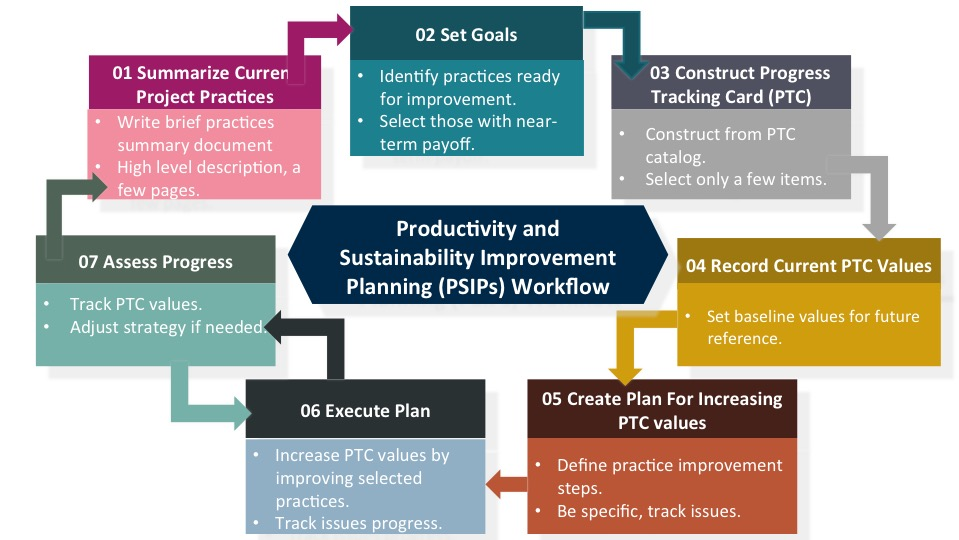 02 Set Goals
• Identify practices ready
for improvement.
• Select those with near-
term payoff.
01 Summarize Curren
Project Practices
• Write brief practices
summary document
• High level description, a
few pages.
03 Construct Progress
Tracking Card (PTC)
• Construct from PTC
catalog.
• Select only a few items.
Productivity and
Sustainability Improvement
Planning (PSIPs) Workflow
07 Assess Progress
• Track PTC values.
• Adjust strategy if needed.
04 Record Current PTC Values
• Set baseline values for future
reference.
06 Execute Plan
• Increase PTC values by
improving selected
practices.
• Track issues progress.
05 Create Plan For Increasing
PTC values
• Define practice improvement
steps.
• Be specific, track issues.